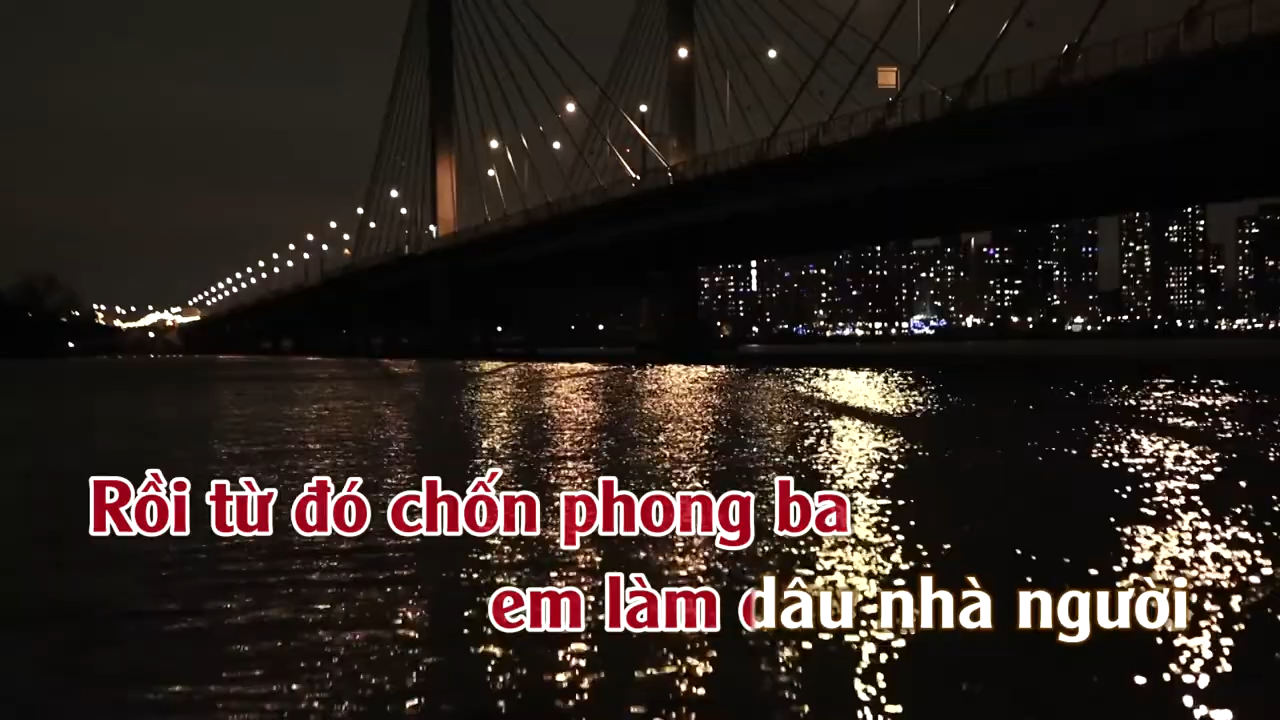 Rồi từ đó chốn phong ba
em làm dâu nhà người